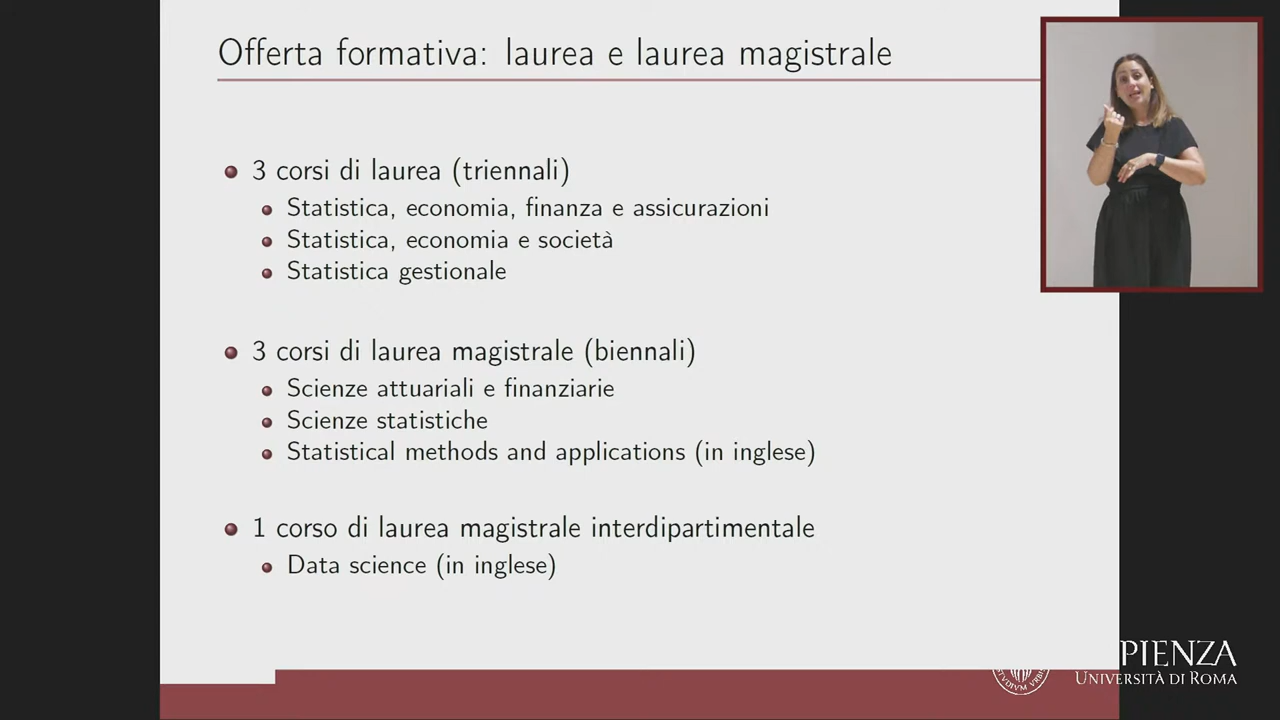 Offerta formativa: laurea e laurea magistrale
3 corsi di laurea (triennali)
Statistica, economia, finanza e assicurazioni
Statistica, economia e società
Statistica gestionale
3 corsi di laurea magistrale (biennali)
Scienze attuariali e finanziarie
Scienze statistiche
Statistical methods and applications (in inglese)
1 corso di laurea magistrale interdipartimentale
Data science (in inglese)
PIENZA
UNIVERSITÀ DI ROMA
STVDIVM VRBIS